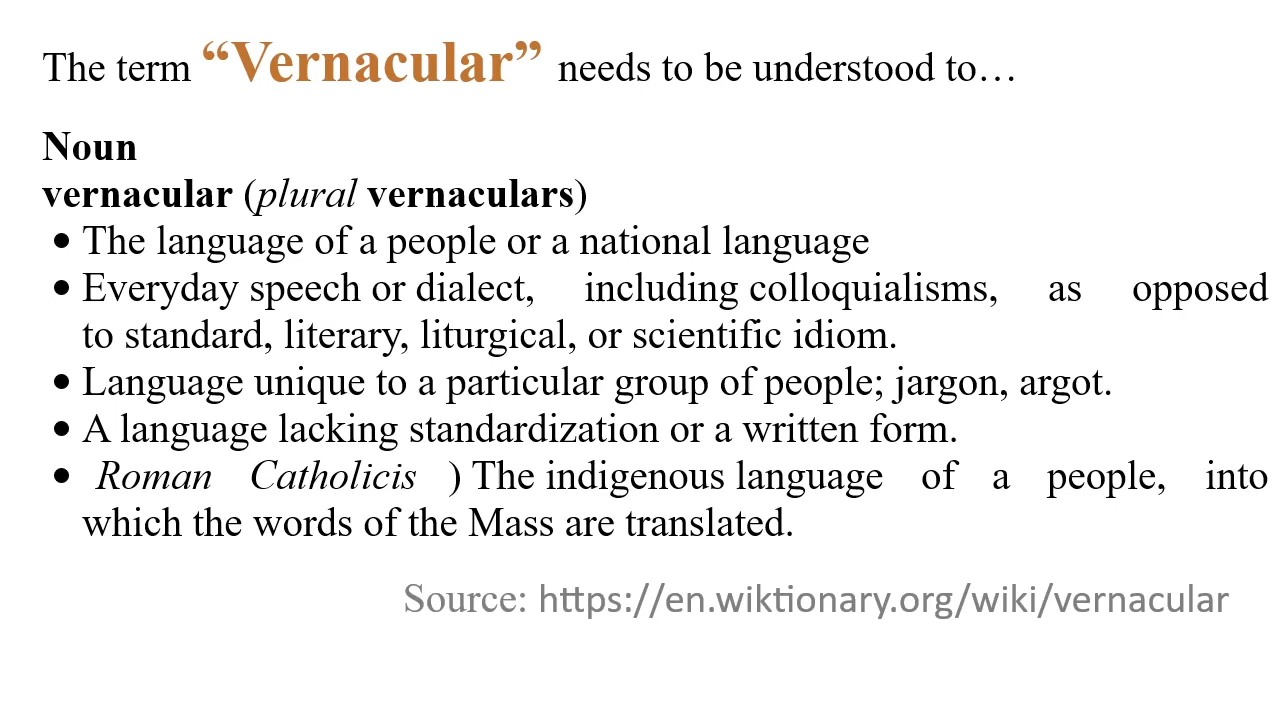 The term “Vernacular” needs to be understood to…
Noun
vernacular (plural vernaculars)
• The language of a people or a national language
• Everyday speech or dialect, including colloquialisms, as opposed
to standard, literary, liturgical, or scientific idiom.
• Language unique to a particular group of people; jargon, argot.
• A language lacking standardization or a written form.
• Roman Catholicis ) The indigenous language of a people, into
which the words of the Mass are translated.
Source: https://en.wiktionary.org/wiki/vernacular